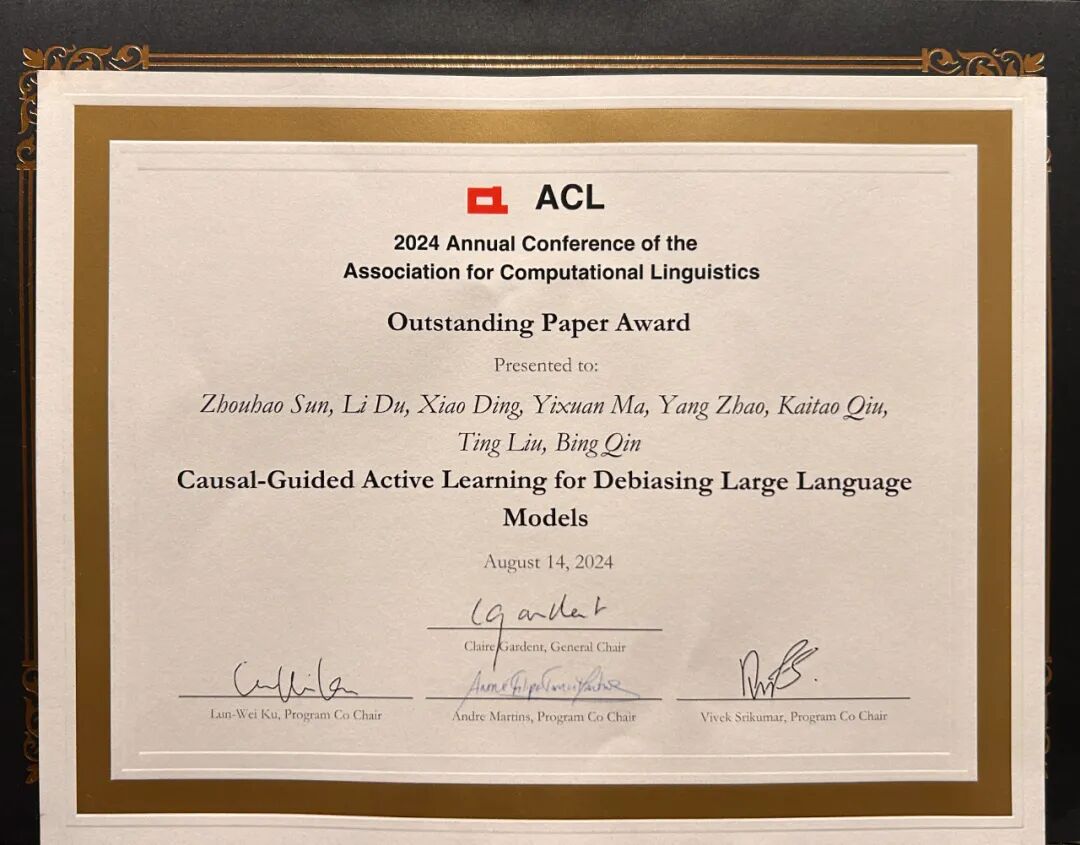 ACL
2024 Annual Conference of the
Association for Computational Linguistics
Outstanding Paper Award
Presented to:
Zhouhao Sun, Li Du, Xiao Ding, Yixuan Ma, Yang Zhao, Kaitao Qiu,
Ting Liu, Bing Qin
Causal-Guided Active Learning for Debiasing Large Language
Models
August 14, 2024
Claire Gardent, General Chair
Lun-Wei Ku, Program Co Chair
Andre Martins, Program Co Chair
Vivek Srikumar, Program Co Chair